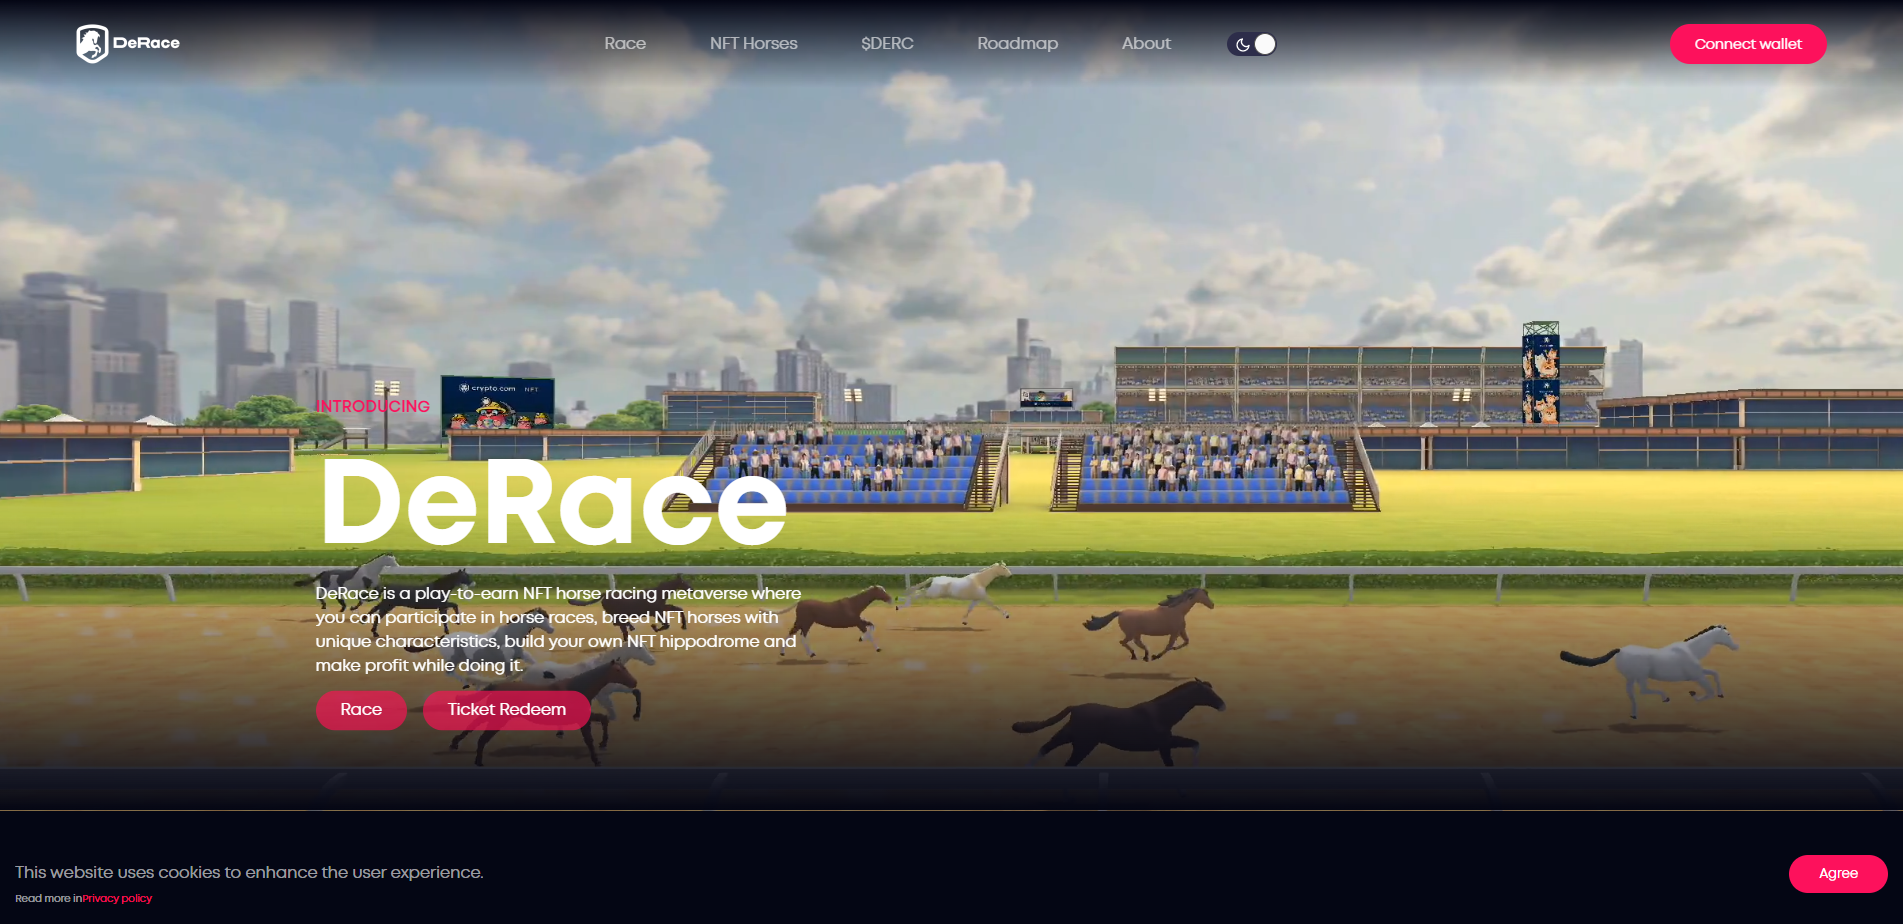 DeRace
Race
NFT Horses
$DERC
Roadmap
About
Connect wallet
crypto.com NFT
INTRODUCING
DeRace
DeRace is a play-to-earn NFT horse racing metaverse where
you can participate in horse races, breed NFT horses with
unique characteristics, build your own NFT hippodrome and
make profit while doing it.
Race
Ticket Redeem
This website uses cookies to enhance the user experience.
Read more inPrivacy policy
Agree